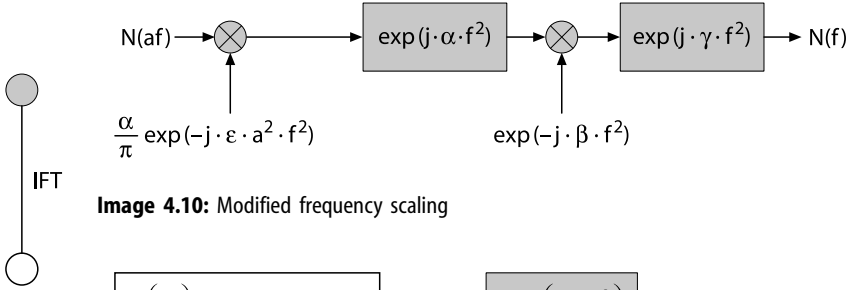 N(af) exp(j·α·f²) exp(j·γ·f²) N(f)
α/π exp(-j·ε·a²·f²) exp(-j·β·f²)
IFT
Image 4.10: Modified frequency scaling